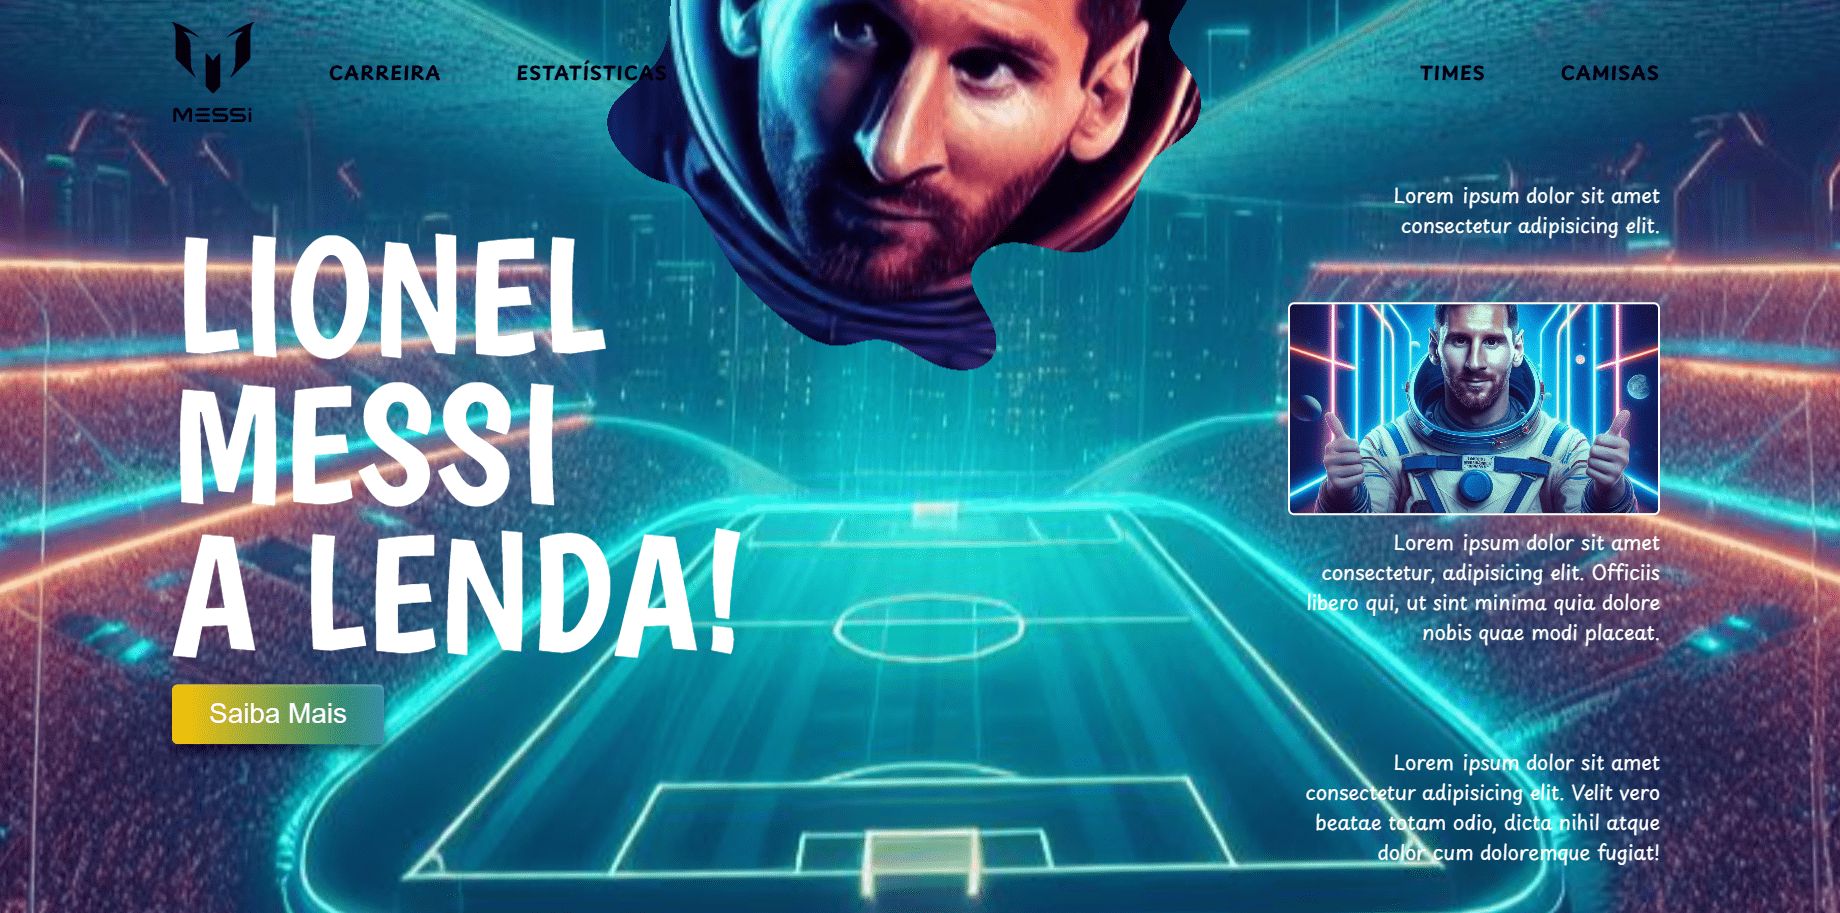 MESSi
CARREIRA
ESTATÍSTICAS
TIMES
CAMISAS
LIONEL
MESSI
A LENDA!
Saiba Mais
Lorem ipsum dolor sit amet
consectetur adipisicing elit.
Lorem ipsum dolor sit amet
consectetur, adipisicing elit. Officiis
libero qui, ut sint minima quia dolore
nobis quae modi placeat.
Lorem ipsum dolor sit amet
consectetur adipisicing elit. Velit vero
beatae totam odio, dicta nihil atque
dolor cum doloremque fugiat!